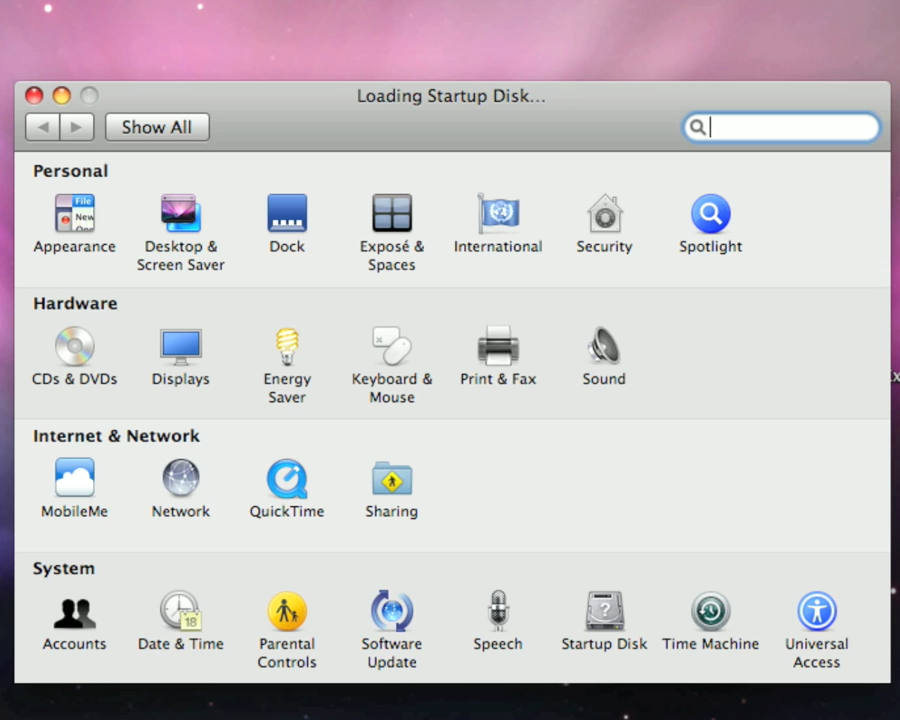 Loading Startup Disk...
Show All
Personal
File
New
Appearance
Desktop &
Screen Saver
Dock
Exposé &
Spaces
International
Security
Spotlight
Hardware
CDs & DVDs
Displays
Energy
Saver
Keyboard &
Mouse
Print & Fax
Sound
Internet & Network
MobileMe
Network
QuickTime
Sharing
System
18
?
Accounts
Date & Time
Parental
Controls
Software
Update
Speech
Startup Disk
Time Machine
Universal
Access